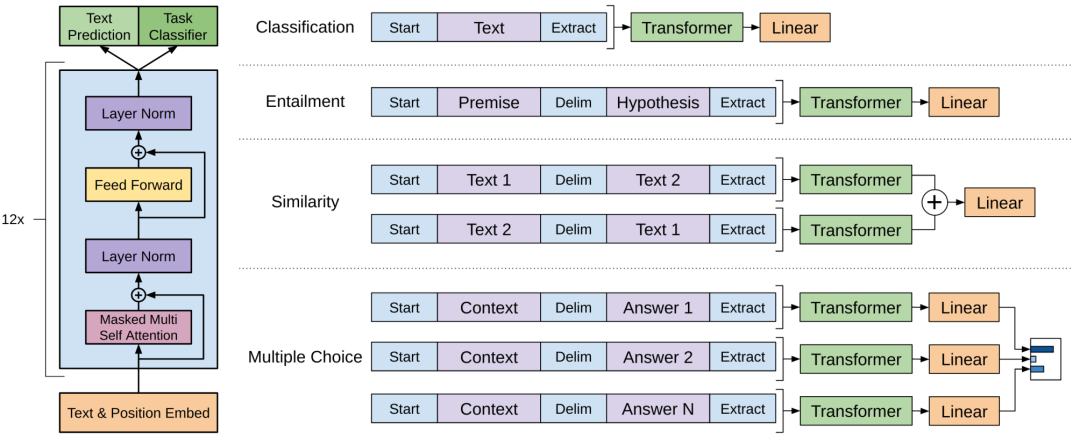 Text
Prediction
Task
Classifier
12x
Layer Norm
+
Feed Forward
Layer Norm
+
Masked Multi
Self Attention
Text & Position Embed
Classification
Start Text Extract Transformer Linear
Entailment
Start Premise Delim Hypothesis Extract Transformer Linear
Similarity
Start Text 1 Delim Text 2 Extract Transformer
+ Linear
Start Text 2 Delim Text 1 Extract Transformer
Multiple Choice
Start Context Delim Answer 1 Extract Transformer Linear
Start Context Delim Answer 2 Extract Transformer Linear
Start Context Delim Answer N Extract Transformer Linear